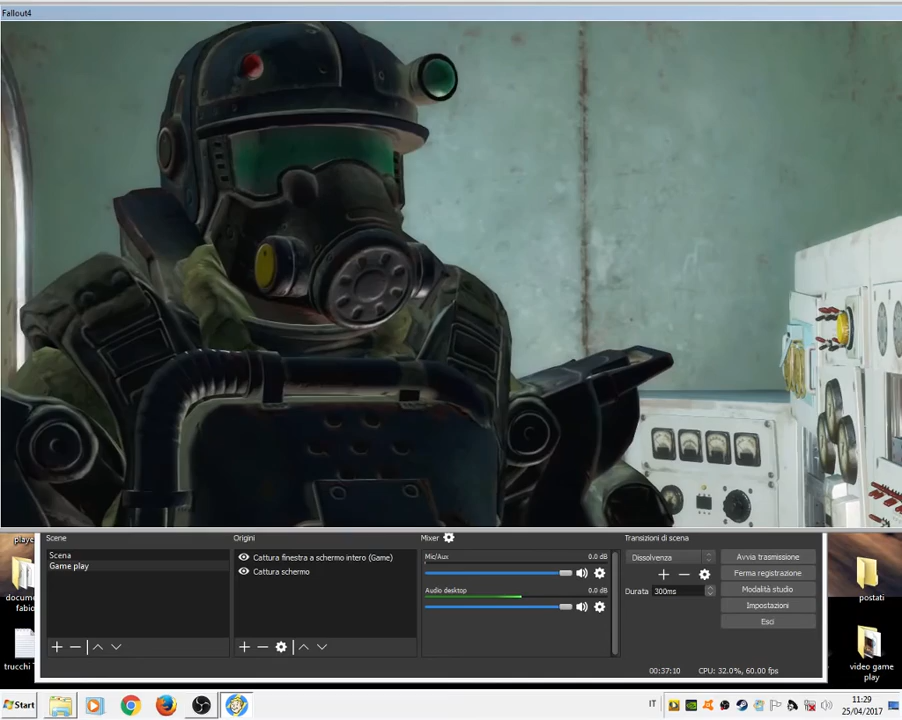 Fallout4
Scene
Origini
Mixer
Transizioni di scena
Scena
Game play
Cattura finestra a schermo intero (Game)
Cattura schermo
Mic/Aux
0.0 dB
Audio desktop
0.0 dB
Dissolvenza
Durata
300ms
Avvia trasmissione
Ferma registrazione
Modalità studio
Impostazioni
Esci
00:37:10
CPU: 32.0%, 60.00 fps
docume
fabio
trucchi
postati
video game
play
Start
IT
11:29
25/04/2017